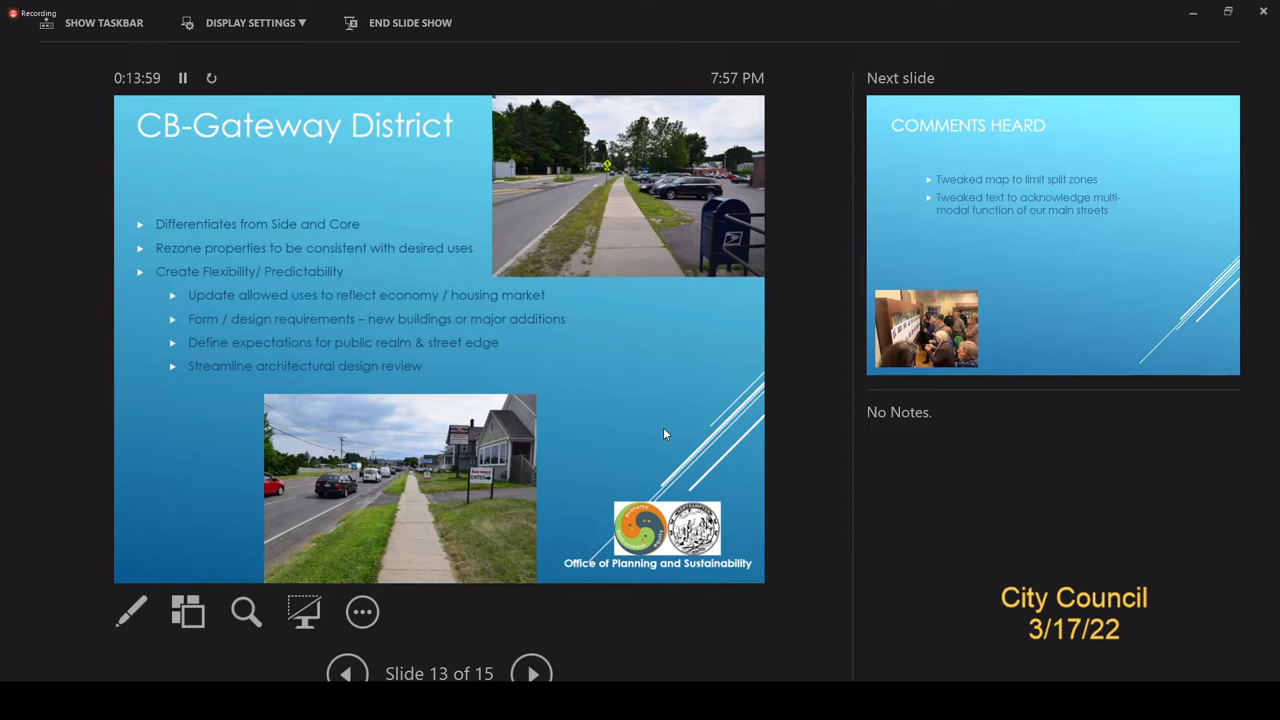 Recording
SHOW TASKBAR
DISPLAY SETTINGS ▼
END SLIDE SHOW
0:13:59
7:57 PM
Next slide
CB-Gateway District
Differentiates from Side and Core
Rezone properties to be consistent with desired uses
Create Flexibility/ Predictability
Update allowed uses to reflect economy / housing market
Form / design requirements – new buildings or major additions
Define expectations for public realm & street edge
Streamline architectural design review
ENTER
economy
equity
environment
Office of Planning and Sustainability
COMMENTS HEARD
Tweaked map to limit split zones
Tweaked text to acknowledge multi-
modal function of our main streets
No Notes.
City Council
3/17/22
Slide 13 of 15